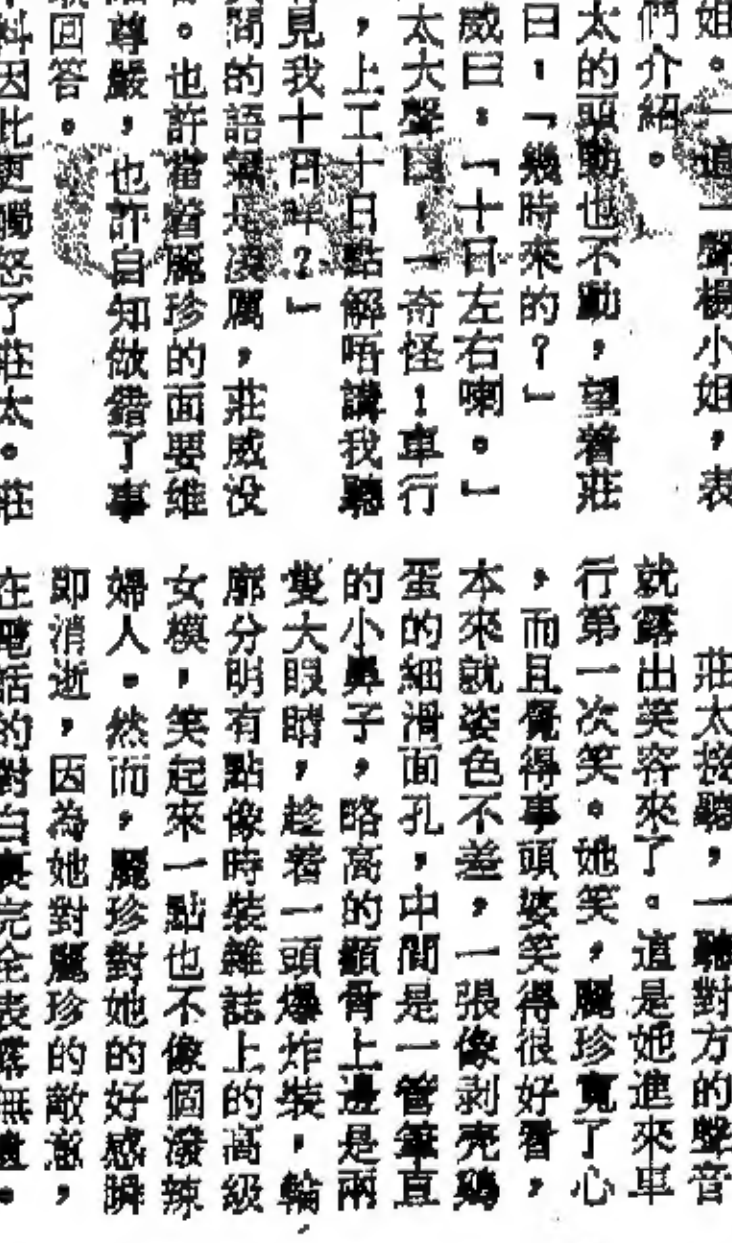 姐。一道一聲楊小姐，表
們介紹。
太的頭動也不動，望着莊
曰：「幾時來的？」
威曰：「十日左右喇。」
太大聲曰，一奇怪！車行
，上工十日點解唔講我聽
見我十日咩？」
問的語氣是淩厲，莊威没
。也許當着麗珍的面要维
尊嚴，也許自知做錯了事
回答。
料因此更觸怒了莊太。莊
莊太接聽，一聽對方的聲音
就露出笑容來了。這是她進來車
行第一次笑。她笑，麗珍寬了心
，而且覺得事頭婆笑得很好看，
本來就姿色不差，一張像剥壳鷄
蛋的細滑面孔，中間是一管筆直
的小鼻子，略高的顴骨上邊是兩
隻大眼睛，趁着一頭爆炸裝，輪
廓分明有點像時裝雜誌上的高級
女模，笑起來一點也不像個潑辣
婦人。然而，麗珍對她的好感瞬
即消逝，因為她對麗珍的敵意，
在電話的對白裏完全表露無遺。